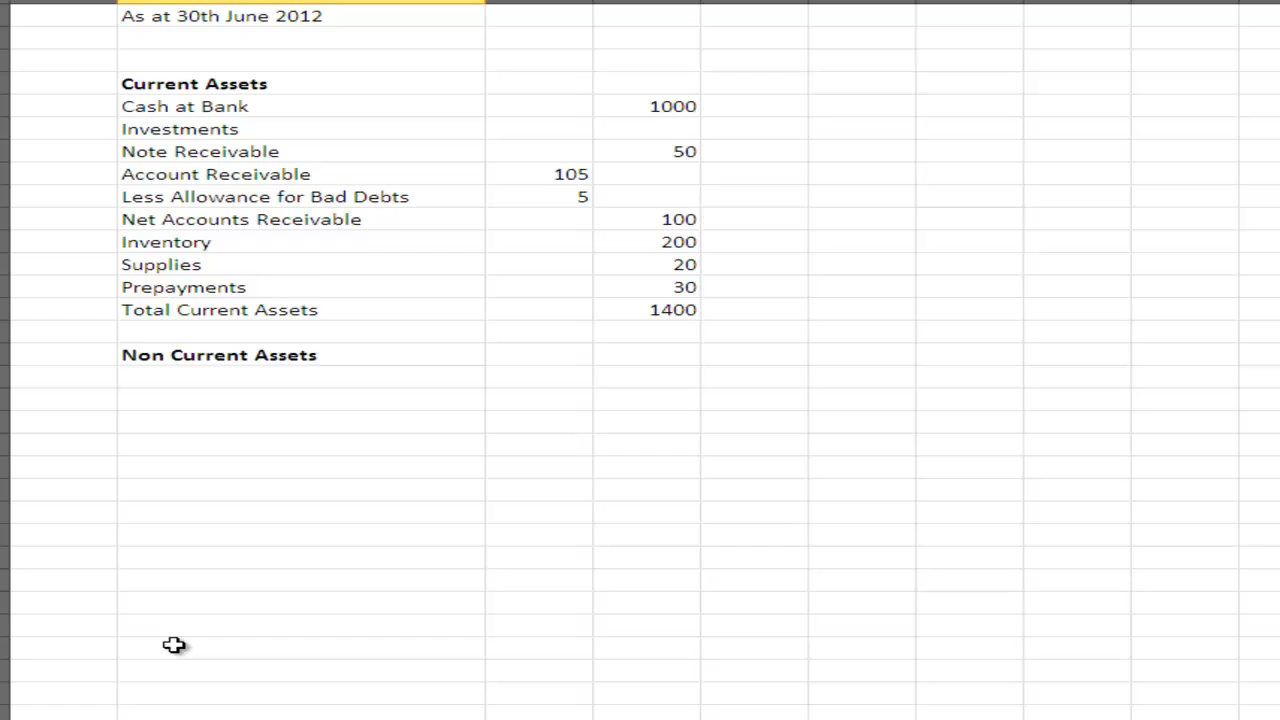 As at 30th June 2012
Current Assets
Cash at Bank 1000
Investments
Note Receivable 50
Account Receivable 105
Less Allowance for Bad Debts 5
Net Accounts Receivable 100
Inventory 200
Supplies 20
Prepayments 30
Total Current Assets 1400
Non Current Assets